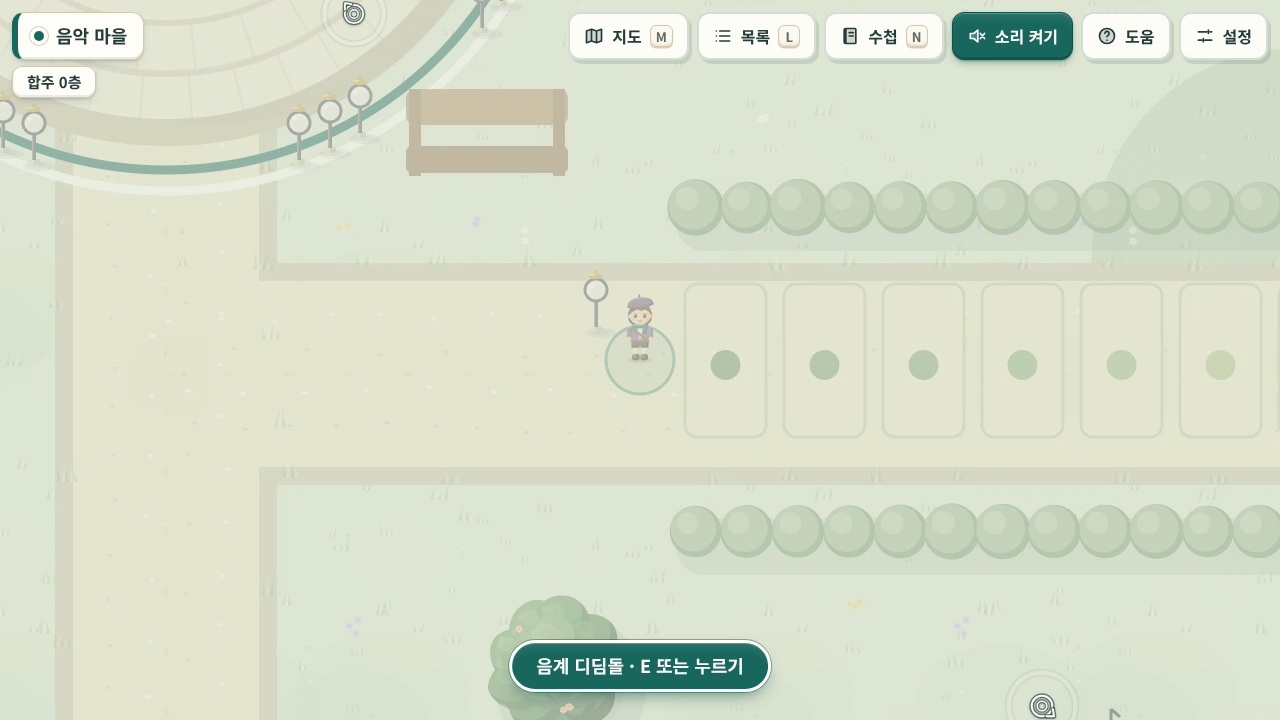 음악 마을
합주 0층
지도 M
목록 L
수첩 N
소리 켜기
도움
설정
음계 디딤돌 · E 또는 누르기